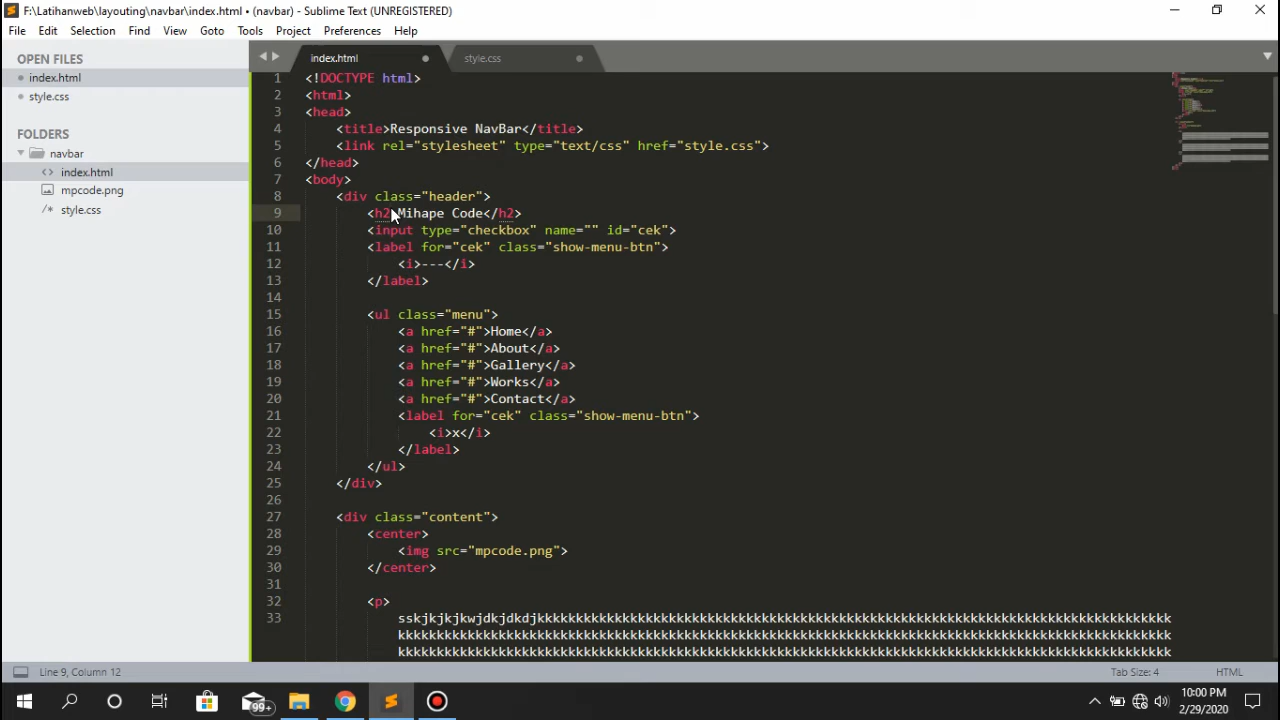 F:\Latihanweb\layouting\navbar\index.html • (navbar) - Sublime Text (UNREGISTERED)
File Edit Selection Find View Goto Tools Project Preferences Help
OPEN FILES
index.html
style.css
FOLDERS
navbar
index.html
mpcode.png
style.css
index.html style.css
1 <!DOCTYPE html>
2 <html>
3 <head>
4 <title>Responsive NavBar</title>
5 <link rel="stylesheet" type="text/css" href="style.css">
6 </head>
7 <body>
8 <div class="header">
9 <h2>Mihape Code</h2>
10 <input type="checkbox" name="" id="cek">
11 <label for="cek" class="show-menu-btn">
12 <i>---</i>
13 </label>
14
15 <ul class="menu">
16 <a href="#">Home</a>
17 <a href="#">About</a>
18 <a href="#">Gallery</a>
19 <a href="#">Works</a>
20 <a href="#">Contact</a>
21 <label for="cek" class="show-menu-btn">
22 <i>x</i>
23 </label>
24 </ul>
25 </div>
26
27 <div class="content">
28 <center>
29 <img src="mpcode.png">
30 </center>
31
32 <p>
33 sskjkjkjkwjdkjdkdjkkkkkkkkkkkkkkkkkkkkkkkkkkkkkkkkkkkkkkkkkkkkkkkkkkkkkkkkkkkkkkkkkkkkkkkkkkkkkkkkkk
kkkkkkkkkkkkkkkkkkkkkkkkkkkkkkkkkkkkkkkkkkkkkkkkkkkkkkkkkkkkkkkkkkkkkkkkkkkkkkkkkkkkkkkkkkkkkkkkkkkk
kkkkkkkkkkkkkkkkkkkkkkkkkkkkkkkkkkkkkkkkkkkkkkkkkkkkkkkkkkkkkkkkkkkkkkkkkkkkkkkkkkkkkkkkkkkkkkkkkkkk
Line 9, Column 12 Tab Size: 4 HTML
99+ 10:00 PM
2/29/2020